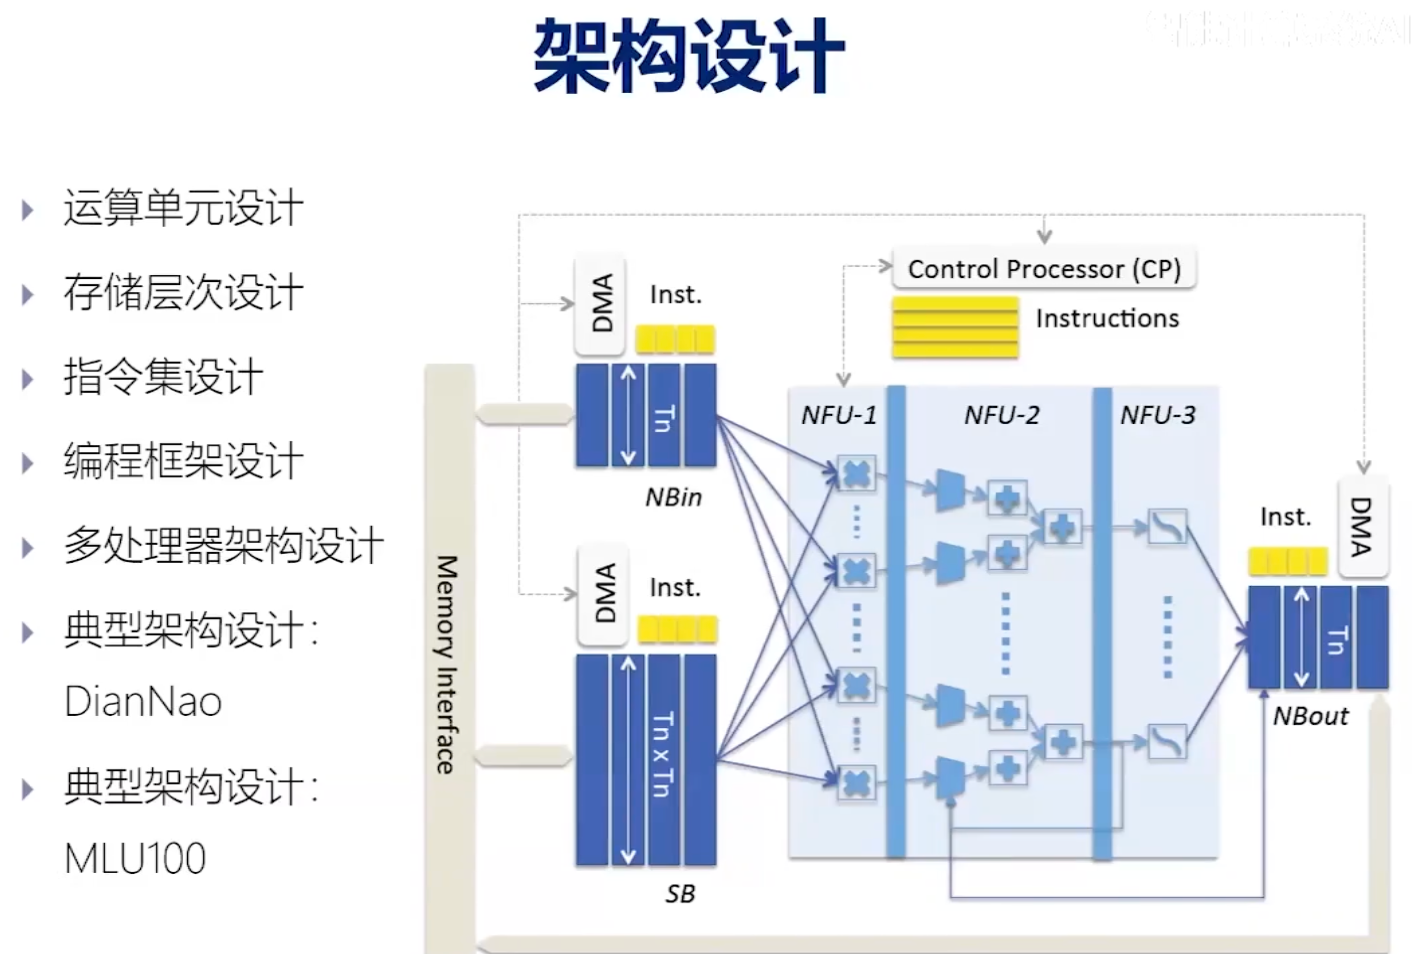 架构设计
运算单元设计
存储层次设计
指令集设计
编程框架设计
多处理器架构设计
典型架构设计：
DianNao
典型架构设计：
MLU100
Control Processor (CP)
Instructions
DMA
Inst.
Tn
NBin
DMA
Inst.
Tn x Tn
SB
Memory Interface
NFU-1
NFU-2
NFU-3
Inst.
DMA
Tn
NBout